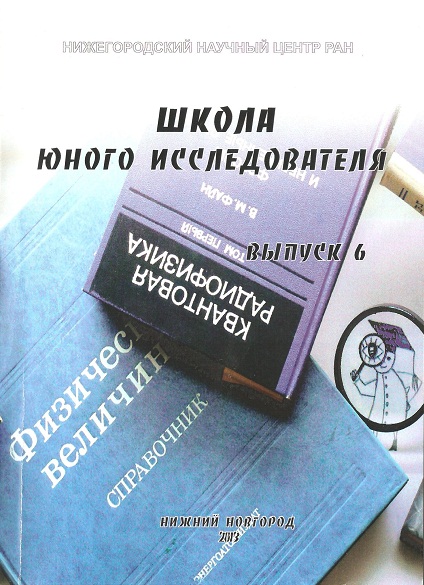 НИЖЕГОРОДСКИЙ НАУЧНЫЙ ЦЕНТР РАН
ШКОЛА
ЮНОГО ИССЛЕДОВАТЕЛЯ
ВЫПУСК 6
В. М. ФАЙН
КВАНТОВАЯ
РАДИОФИЗИКА
ТОМ ПЕРВЫЙ
Физичес
величин
СПРАВОЧНИК
НИЖНИЙ НОВГОРОД
2013